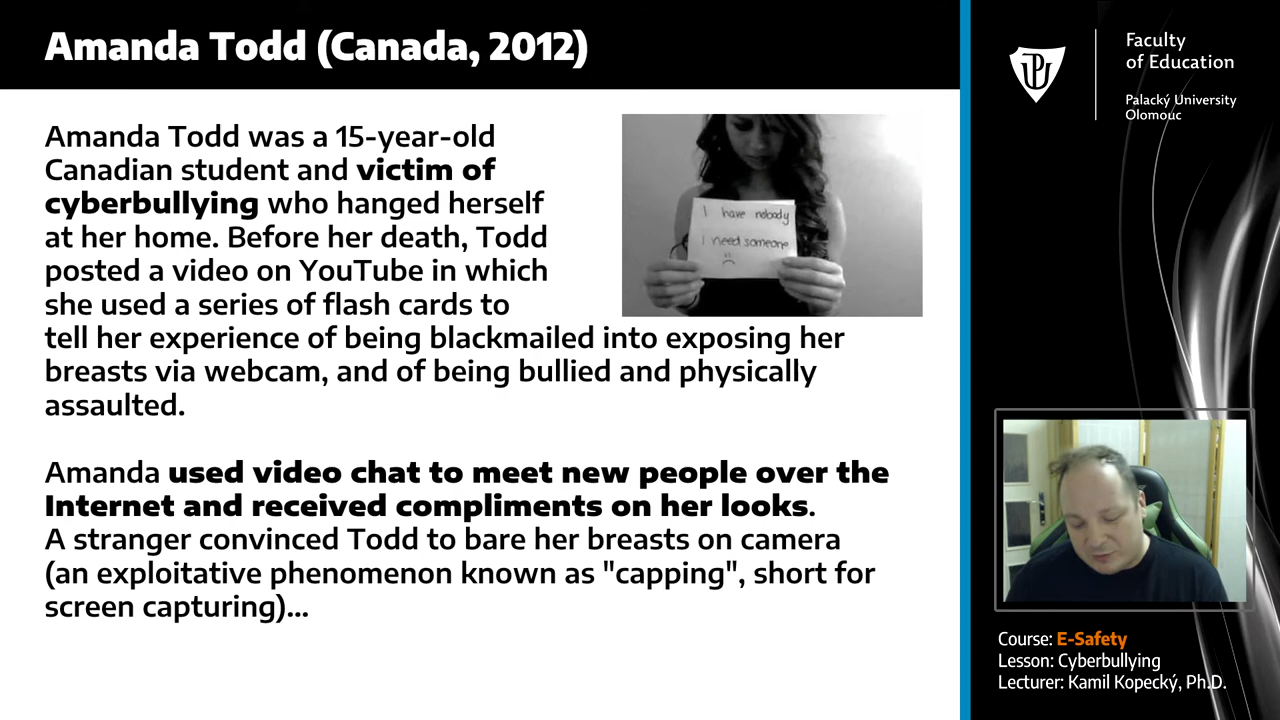 Amanda Todd (Canada, 2012)
Amanda Todd was a 15-year-old
Canadian student and victim of
cyberbullying who hanged herself
at her home. Before her death, Todd
posted a video on YouTube in which
she used a series of flash cards to
tell her experience of being blackmailed into exposing her
breasts via webcam, and of being bullied and physically
assaulted.
I have nobody
I need someone
Amanda used video chat to meet new people over the
Internet and received compliments on her looks.
A stranger convinced Todd to bare her breasts on camera
(an exploitative phenomenon known as "capping", short for
screen capturing)...
Faculty
of Education
Palacký University
Olomouc
Course: E-Safety
Lesson: Cyberbullying
Lecturer: Kamil Kopecký, Ph.D.